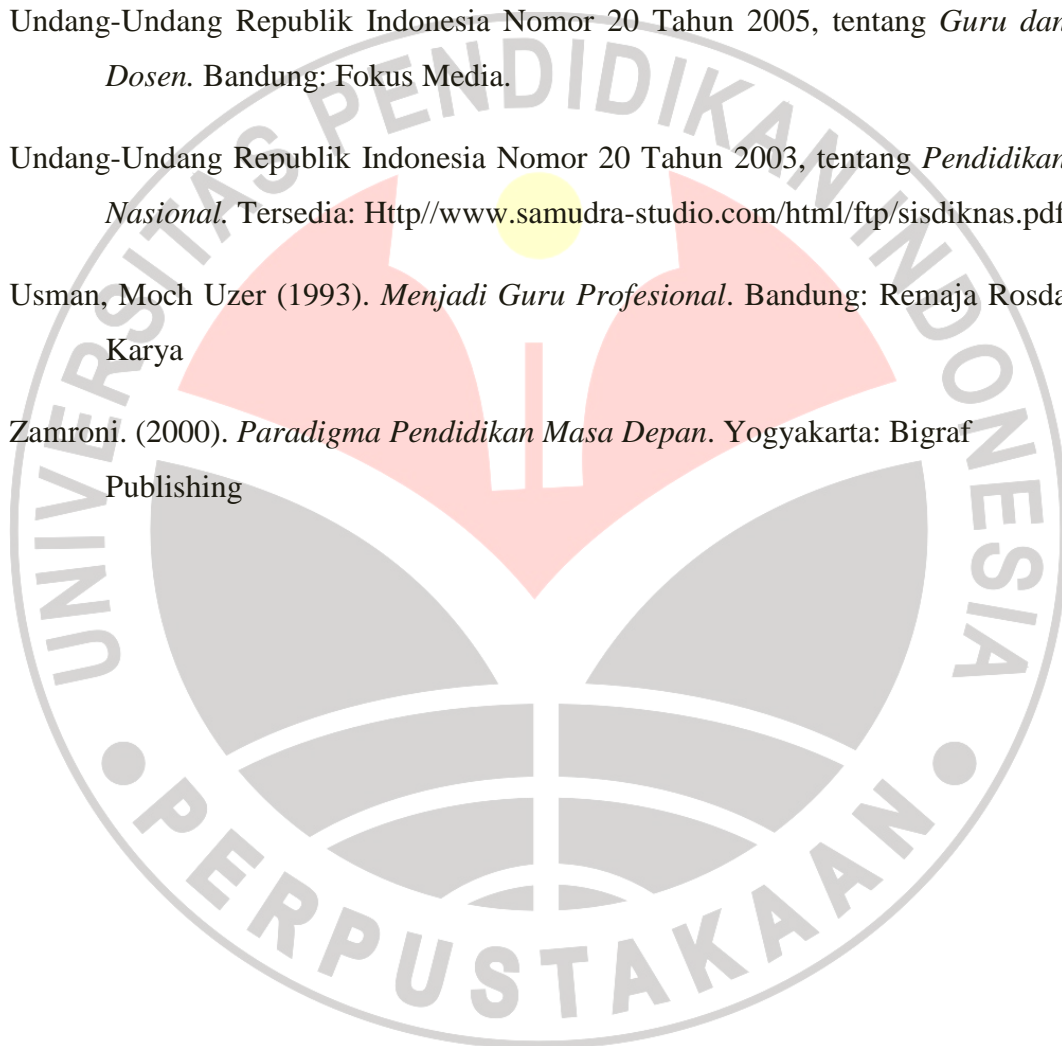 Undang-Undang Republik Indonesia Nomor 20 Tahun 2005, tentang Guru dan
Dosen. Bandung: Fokus Media.
Undang-Undang Republik Indonesia Nomor 20 Tahun 2003, tentang Pendidikan
Nasional. Tersedia: Http//www.samudra-studio.com/html/ftp/sisdiknas.pdf
Usman, Moch Uzer (1993). Menjadi Guru Profesional. Bandung: Remaja Rosda
Karya
Zamroni. (2000). Paradigma Pendidikan Masa Depan. Yogyakarta: Bigraf
Publishing
UNIVERSITAS PENDIDIKAN INDONESIA
PERPUSTAKAAN